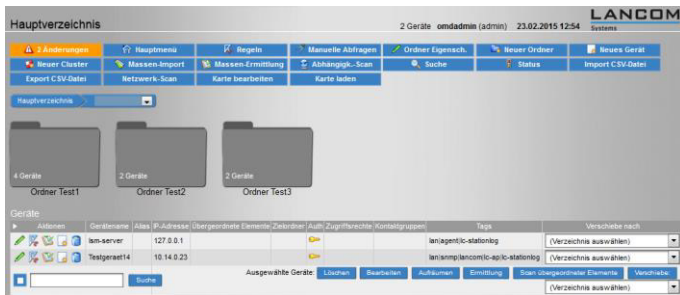 Hauptverzeichnis
2 Geräte omdadmin (admin) 23.02.2015 12:54
LANCOM
Systems
2 Änderungen Hauptmenü Regeln Manuelle Abfragen Ordner Eigensch. Neuer Ordner Neues Gerät
Neuer Cluster Massen-Import Massen-Ermittlung Abhängigk.-Scan Suche Status Import CSV-Datei
Export CSV-Datei Netzwerk-Scan Karte bearbeiten Karte laden
Hauptverzeichnis
4 Geräte 2 Geräte 2 Geräte
Ordner Test1 Ordner Test2 Ordner Test3
Geräte
Aktionen Gerätename Alias IP-Adresse Übergeordnete Elemente Zielordner Auth Zugriffsrechte Kontaktgruppen Tags Verschiebe nach
lsm-server 127.0.0.1 lan|agent|lc-stationlog (Verzeichnis auswählen)
Testgeraet14 10.14.0.23 lan|snmp|lancom|lc-ap|lc-stationlog (Verzeichnis auswählen)
Suche Ausgewählte Geräte: Löschen Bearbeiten Aufräumen Ermittlung Scan übergeordneter Elemente Verschiebe:
(Verzeichnis auswählen)